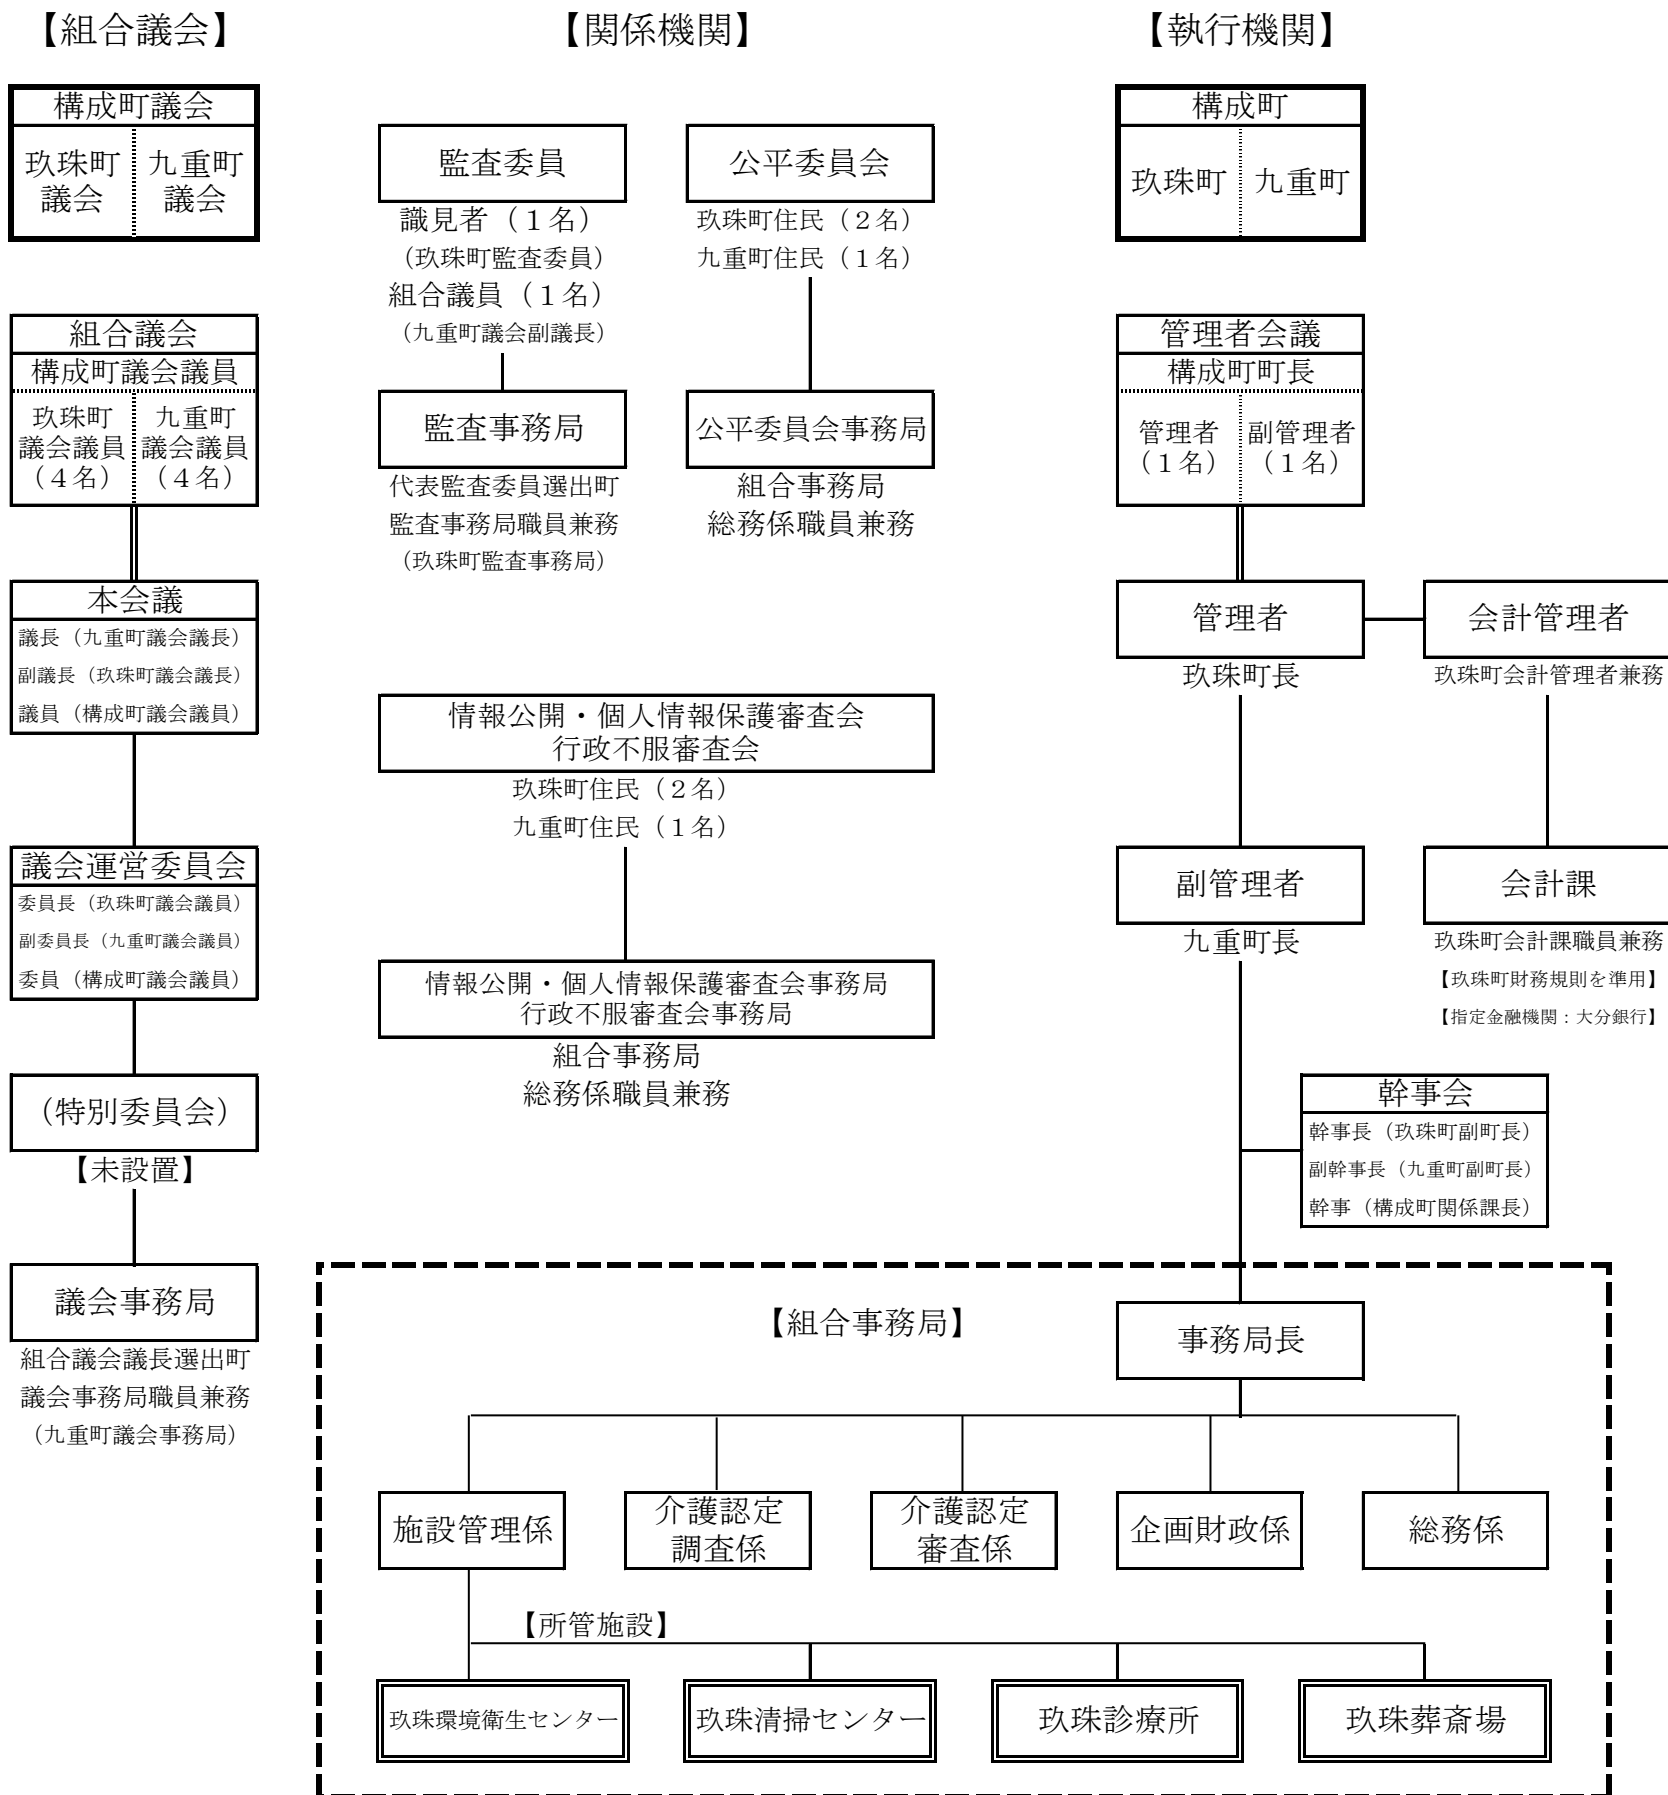 【組合議会】
構成町議会
玖珠町
議会
九重町
議会
組合議会
構成町議会議員
玖珠町
議会議員
（４名）
九重町
議会議員
（４名）
本会議
議長（九重町議会議長）
副議長（玖珠町議会議長）
議員（構成町議会議員）
議会運営委員会
委員長（玖珠町議会議員）
副委員長（九重町議会議員）
委員（構成町議会議員）
（特別委員会）
【未設置】
議会事務局
組合議会議長選出町
議会事務局職員兼務
（九重町議会事務局）
【関係機関】
監査委員
識見者（１名）
（玖珠町監査委員）
組合議員（１名）
（九重町議会副議長）
監査事務局
代表監査委員選出町
監査事務局職員兼務
（玖珠町監査事務局）
公平委員会
玖珠町住民（２名）
九重町住民（１名）
公平委員会事務局
組合事務局
総務係職員兼務
情報公開・個人情報保護審査会
行政不服審査会
玖珠町住民（２名）
九重町住民（１名）
情報公開・個人情報保護審査会事務局
行政不服審査会事務局
組合事務局
総務係職員兼務
【執行機関】
構成町
玖珠町
九重町
管理者会議
構成町町長
管理者
（１名）
副管理者
（１名）
管理者
玖珠町長
会計管理者
玖珠町会計管理者兼務
副管理者
九重町長
会計課
玖珠町会計課職員兼務
【玖珠町財務規則を準用】
【指定金融機関：大分銀行】
幹事会
幹事長（玖珠町副町長）
副幹事長（九重町副町長）
幹事（構成町関係課長）
【組合事務局】
事務局長
施設管理係
介護認定
調査係
介護認定
審査係
企画財政係
総務係
【所管施設】
玖珠環境衛生センター
玖珠清掃センター
玖珠診療所
玖珠葬斎場